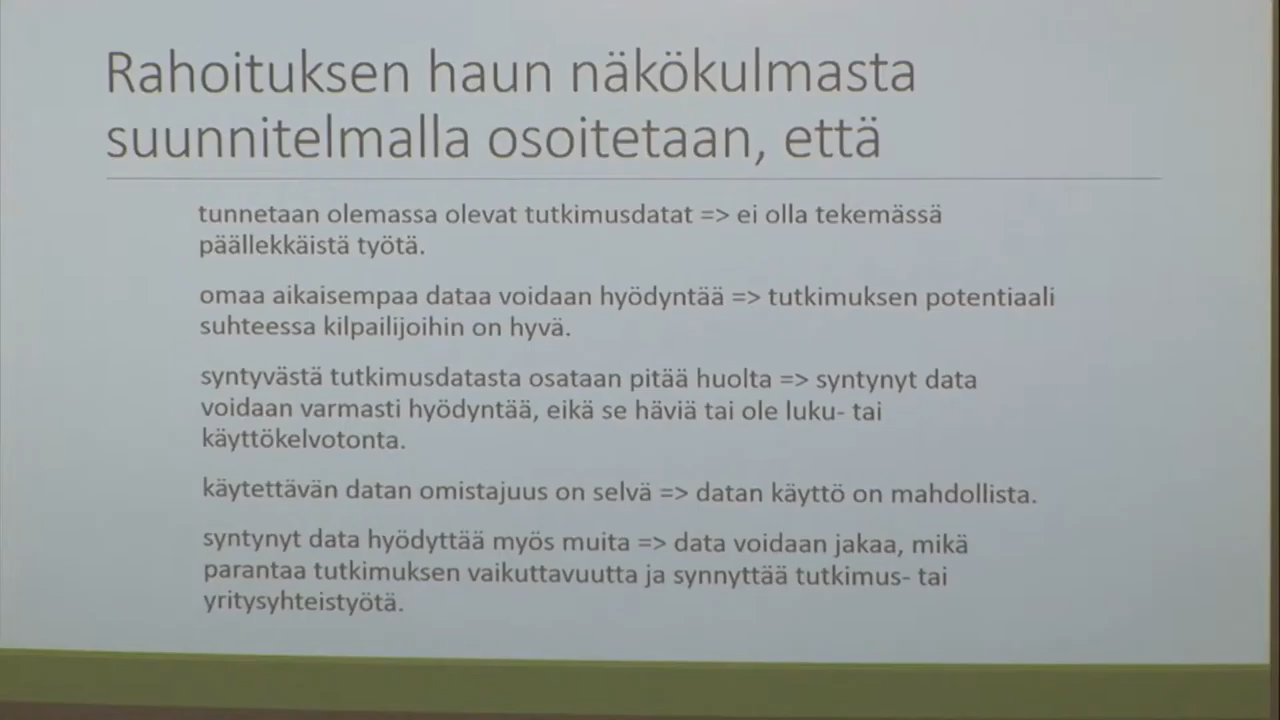 Rahoituksen haun näkökulmasta
suunnitelmalla osoitetaan, että
tunnetaan olemassa olevat tutkimusdatat => ei olla tekemässä
päällekkäistä työtä.
omaa aikaisempaa dataa voidaan hyödyntää => tutkimuksen potentiaali
suhteessa kilpailijoihin on hyvä.
syntyvästä tutkimusdatasta osataan pitää huolta => syntynyt data
voidaan varmasti hyödyntää, eikä se häviä tai ole luku- tai
käyttökelvotonta.
käytettävän datan omistajuus on selvä => datan käyttö on mahdollista.
syntynyt data hyödyttää myös muita => data voidaan jakaa, mikä
parantaa tutkimuksen vaikuttavuutta ja synnyttää tutkimus- tai
yritysyhteistyötä.